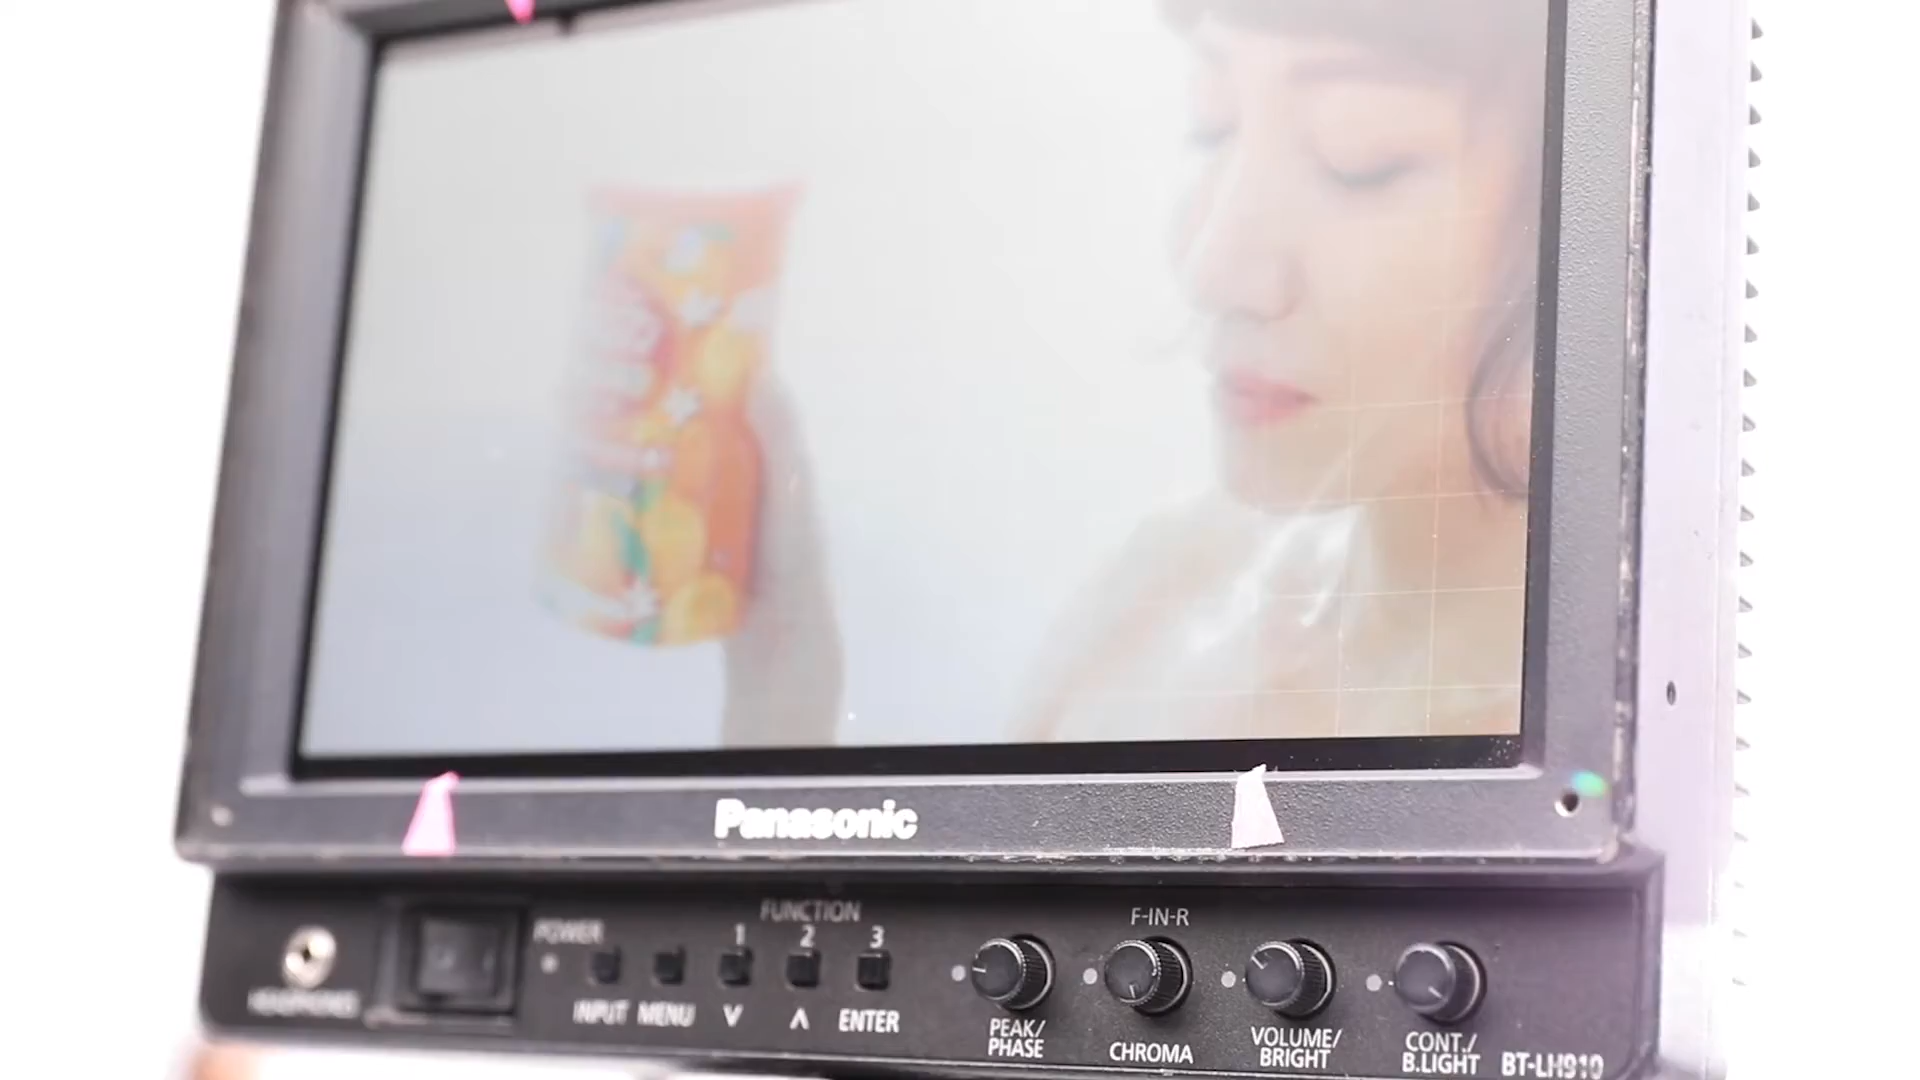 Panasonic
FUNCTION
POWER
1 2 3
INPUT MENU V Λ ENTER
HEADPHONES
F-IN-R
PEAK/
PHASE
CHROMA
VOLUME/
BRIGHT
CONT./
B.LIGHT
BT-LH910